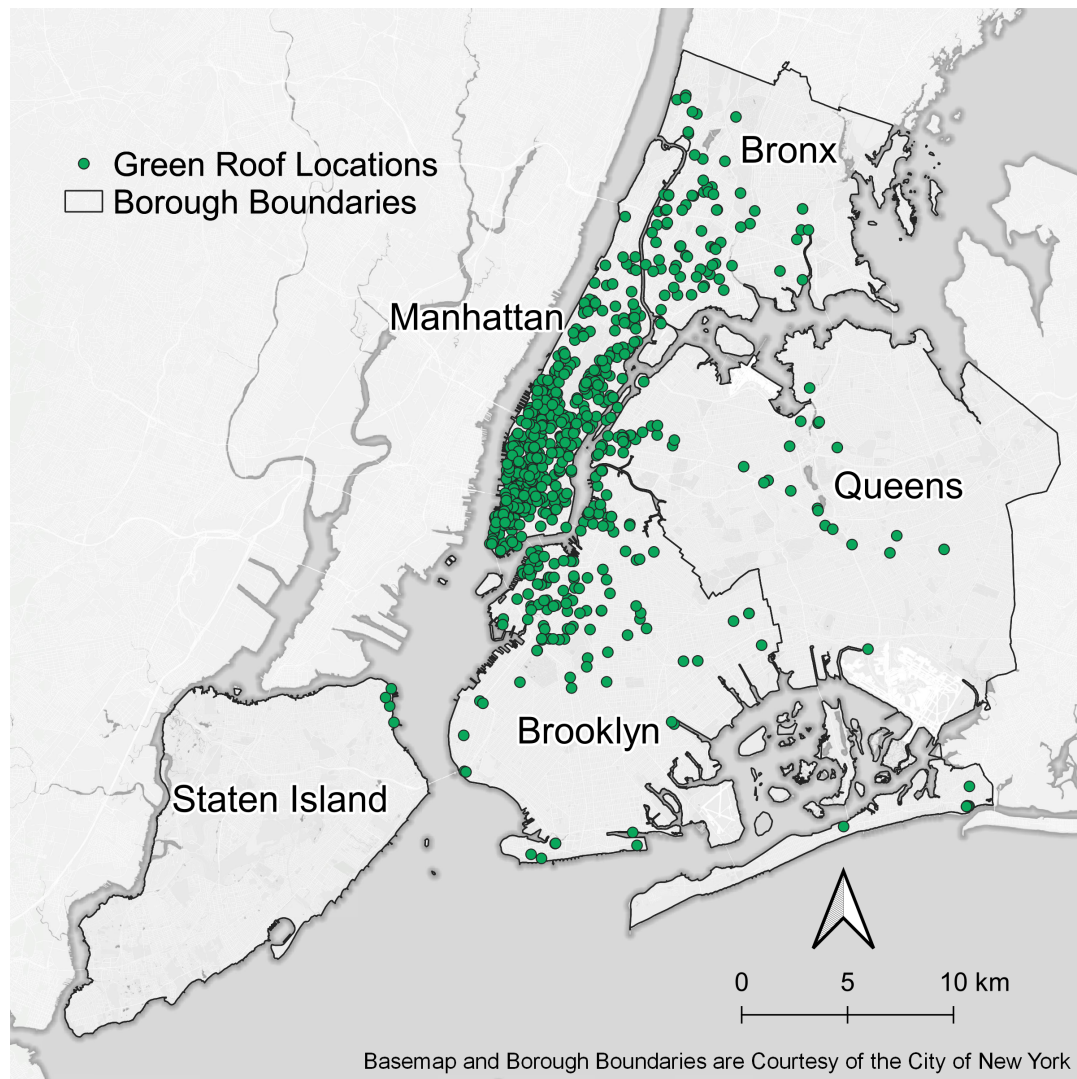 Bronx
Green Roof Locations
Borough Boundaries
Manhattan
Queens
Brooklyn
Staten Island
0 5 10 km
Basemap and Borough Boundaries are Courtesy of the City of New York